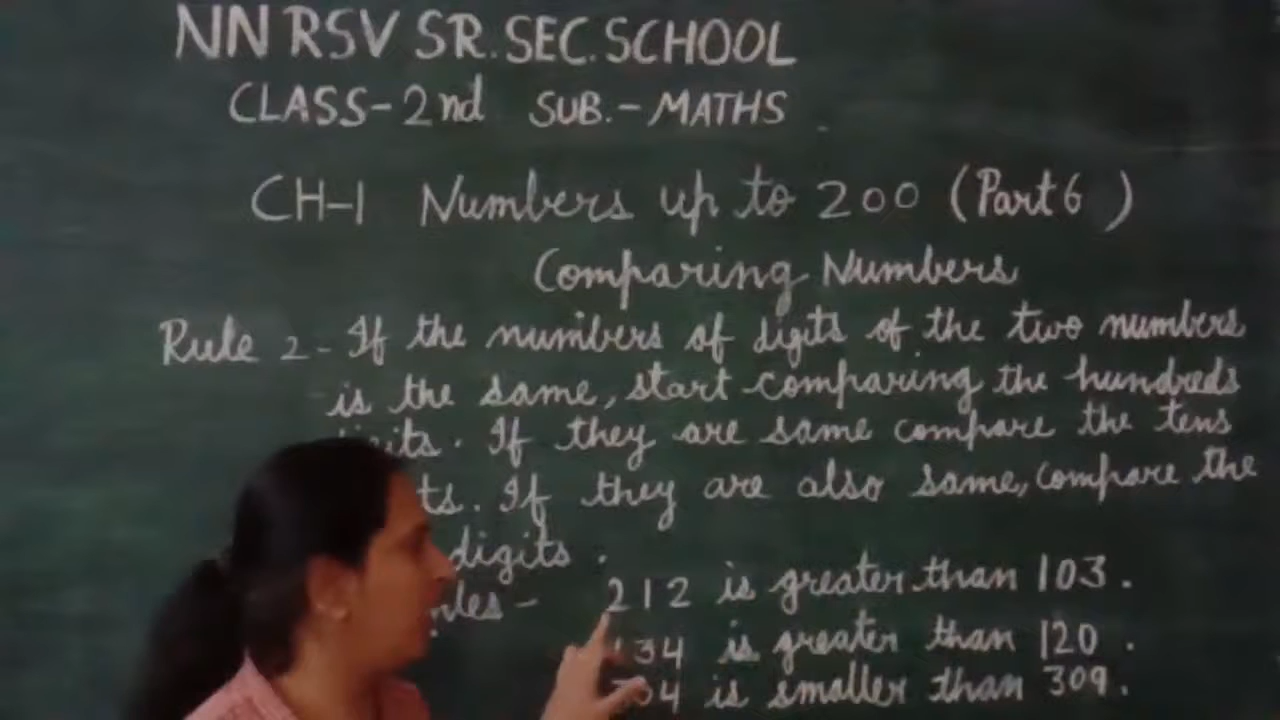 NN RSV SR. SEC. SCHOOL
CLASS-2nd SUB.-MATHS
CH-1 Numbers up to 200 (Part 6 )
Comparing Numbers
Rule 2- If the numbers of digits of the two numbers
is the same, start comparing the hundreds
. If they are same compare the tens
. If they are also same, compare the
digits.
212 is greater than 103.
is greater than 120.
is smaller than 309.